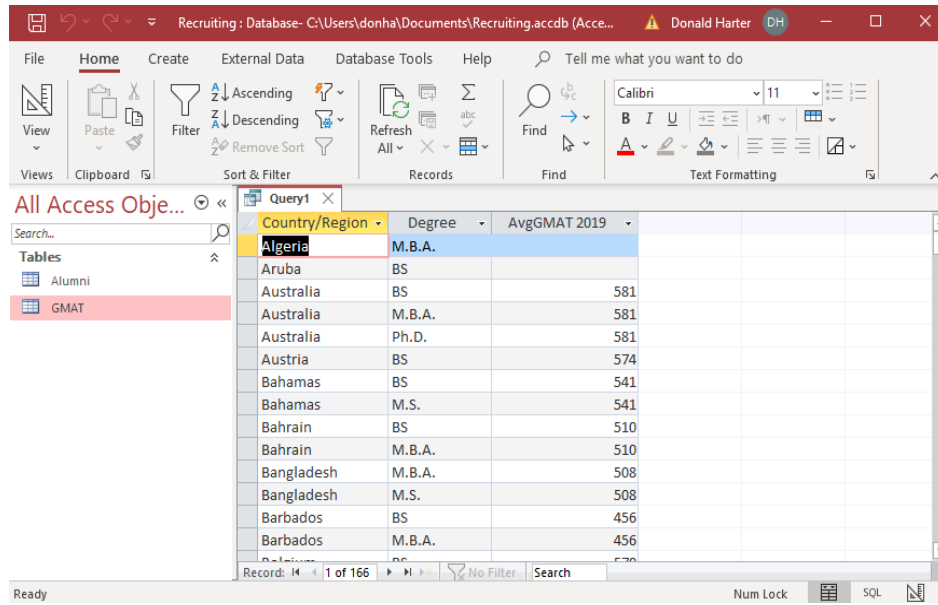 Recruiting : Database- C:\Users\donha\Documents\Recruiting.accdb (Acce... Donald Harter DH
File Home Create External Data Database Tools Help Tell me what you want to do
View Paste Filter Ascending Descending Remove Sort Refresh All Find Calibri 11
B I U A
Views Clipboard Sort & Filter Records Find Text Formatting
All Access Obje... Query1
Search...
Tables
Alumni
GMAT
Country/Region Degree AvgGMAT 2019
Algeria M.B.A.
Aruba BS
Australia BS 581
Australia M.B.A. 581
Australia Ph.D. 581
Austria BS 574
Bahamas BS 541
Bahamas M.S. 541
Bahrain BS 510
Bahrain M.B.A. 510
Bangladesh M.B.A. 508
Bangladesh M.S. 508
Barbados BS 456
Barbados M.B.A. 456
Record: 1 of 166 No Filter Search
Ready Num Lock SQL